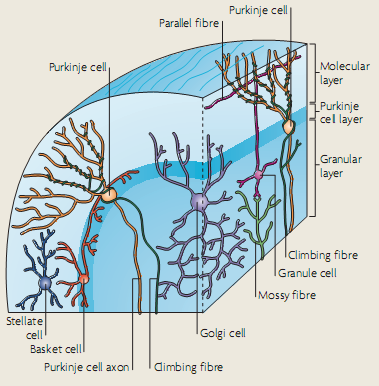 Purkinje cell
Parallel fibre
Purkinje cell
Molecular
layer
Purkinje
cell layer
Granular
layer
Climbing fibre
Granule cell
Mossy fibre
Stellate
cell
Golgi cell
Basket cell
Purkinje cell axon
Climbing fibre